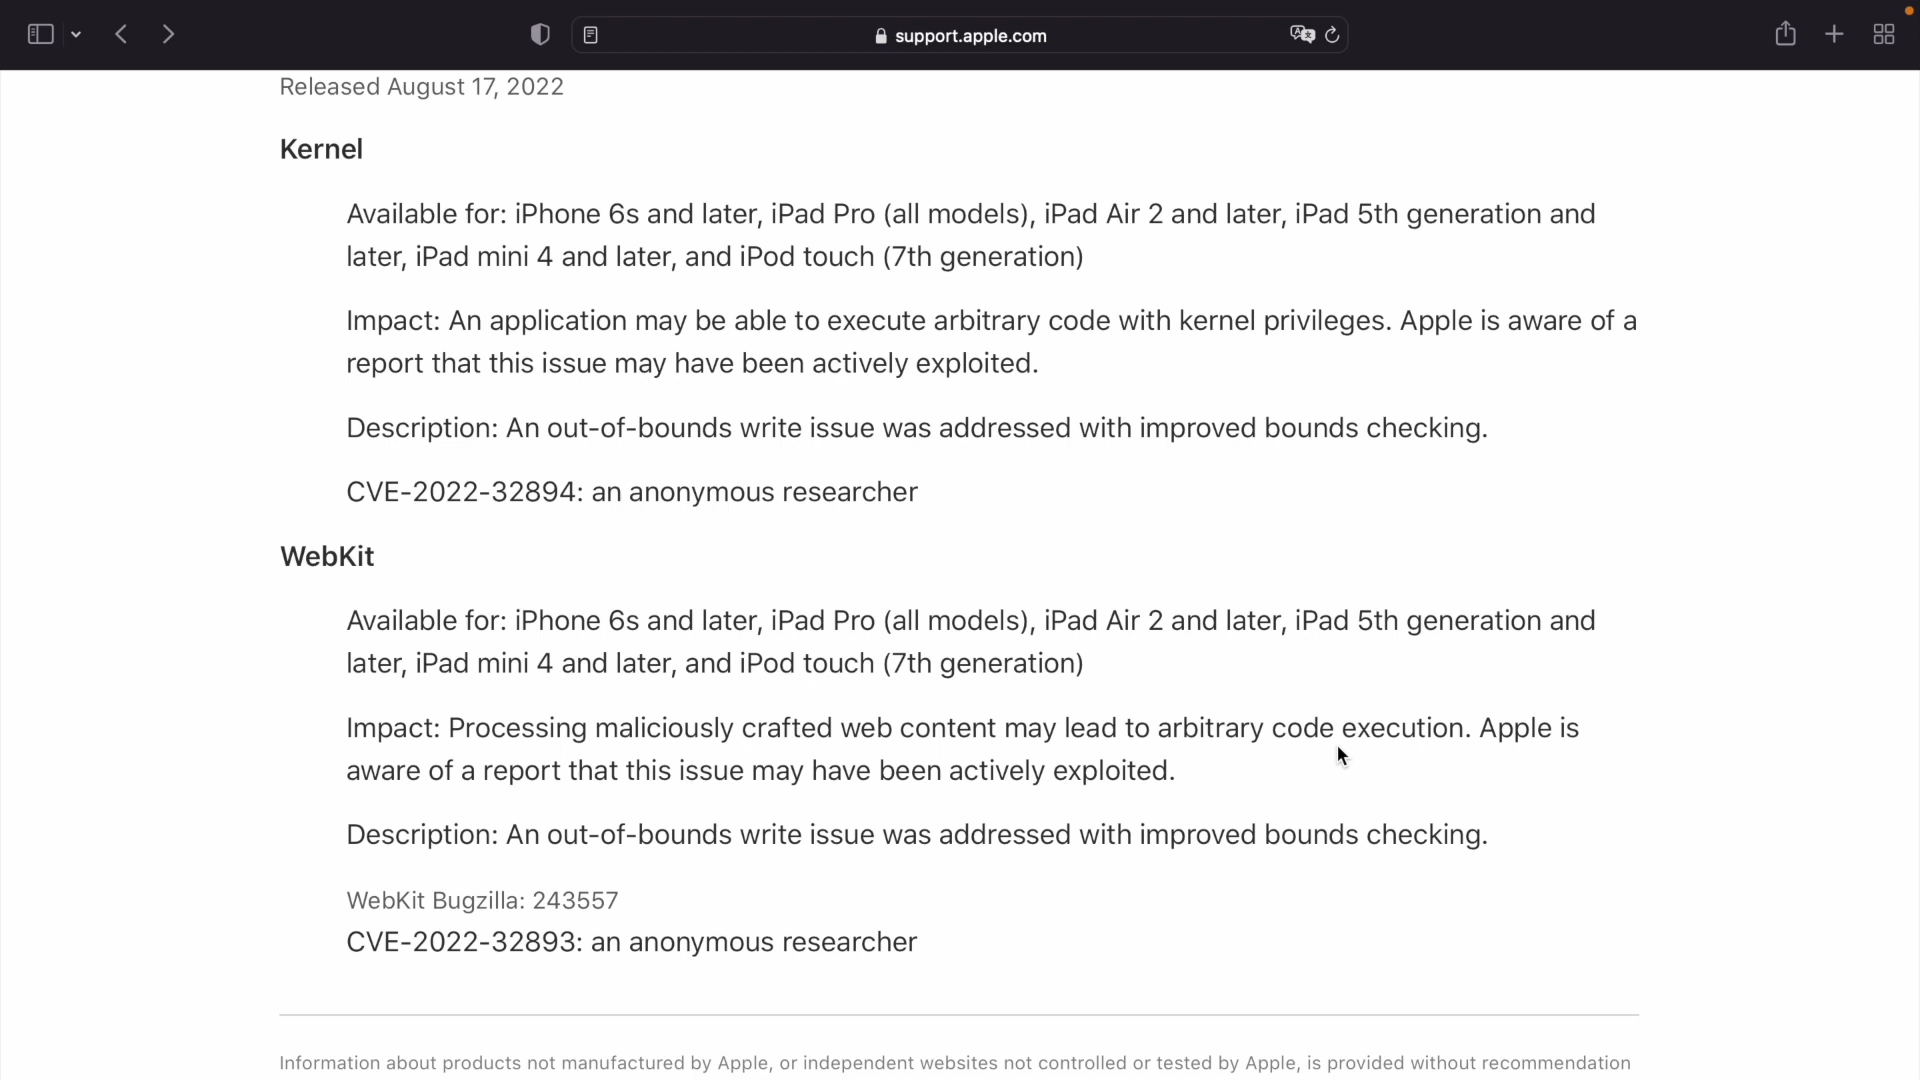 support.apple.com
Released August 17, 2022
Kernel
Available for: iPhone 6s and later, iPad Pro (all models), iPad Air 2 and later, iPad 5th generation and
later, iPad mini 4 and later, and iPod touch (7th generation)
Impact: An application may be able to execute arbitrary code with kernel privileges. Apple is aware of a
report that this issue may have been actively exploited.
Description: An out-of-bounds write issue was addressed with improved bounds checking.
CVE-2022-32894: an anonymous researcher
WebKit
Available for: iPhone 6s and later, iPad Pro (all models), iPad Air 2 and later, iPad 5th generation and
later, iPad mini 4 and later, and iPod touch (7th generation)
Impact: Processing maliciously crafted web content may lead to arbitrary code execution. Apple is
aware of a report that this issue may have been actively exploited.
Description: An out-of-bounds write issue was addressed with improved bounds checking.
WebKit Bugzilla: 243557
CVE-2022-32893: an anonymous researcher
Information about products not manufactured by Apple, or independent websites not controlled or tested by Apple, is provided without recommendation